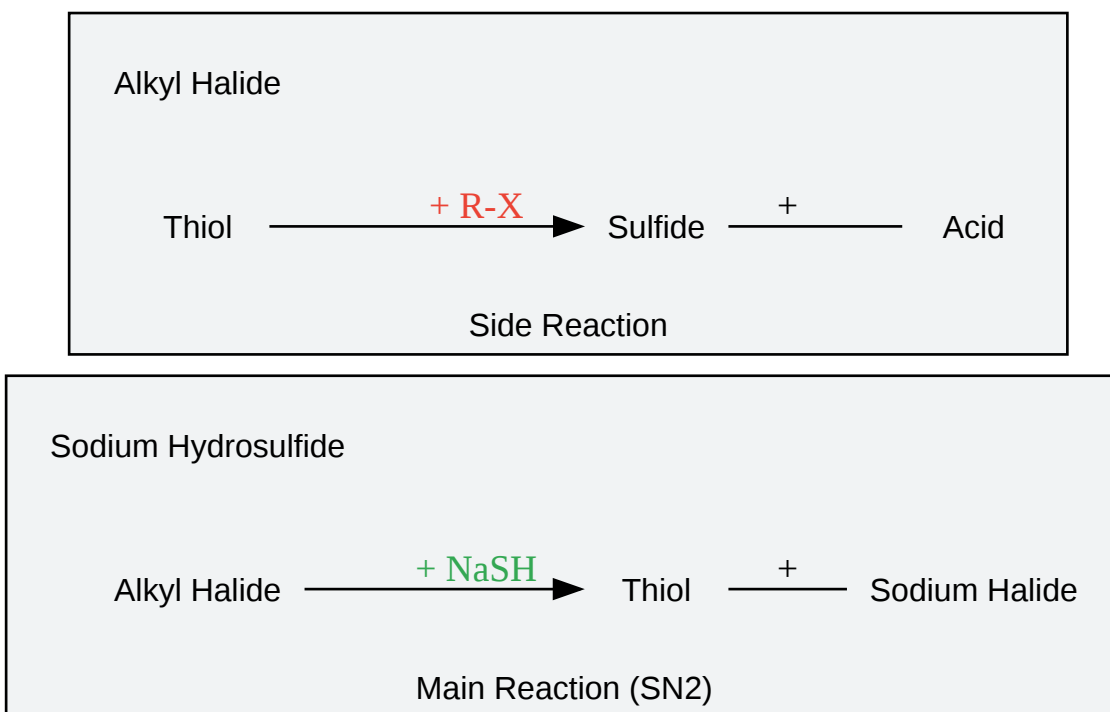 Alkyl Halide
+ R-X
+
Thiol
Sulfide
Acid
Side Reaction
Sodium Hydrosulfide
+ NaSH
+
Alkyl Halide
Thiol
Sodium Halide
Main Reaction (SN2)